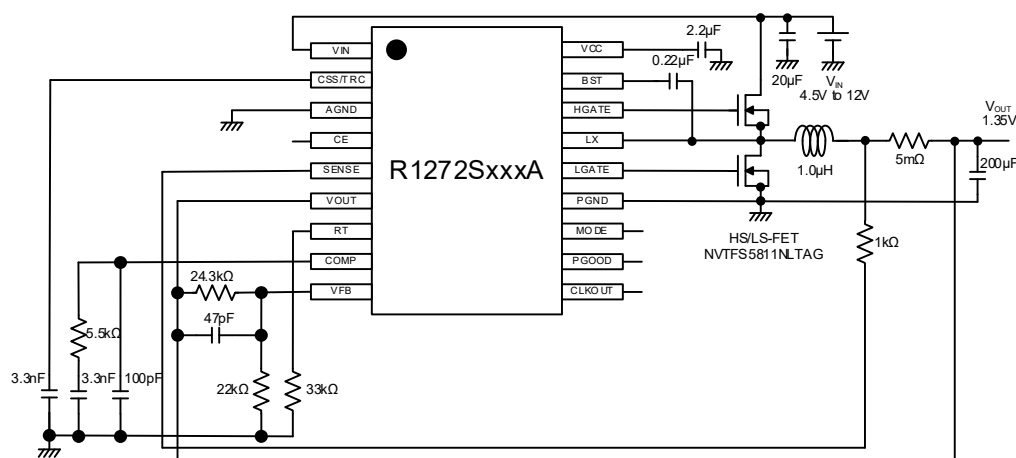 R1272SxxxA
VIN
CSS/TRC
AGND
CE
SENSE
VOUT
RT
COMP
VFB
VCC
BST
HGATE
LX
LGATE
PGND
MODE
PGOOD
CLKOUT
2.2µF
0.22µF
20µF
VIN
4.5V to 12V
VOUT
1.35V
1.0µH
5mΩ
200µF
HS/LS-FET
NVTFS5811NLTAG
1kΩ
24.3kΩ
47pF
5.5kΩ
3.3nF
3.3nF
100pF
22kΩ
33kΩ